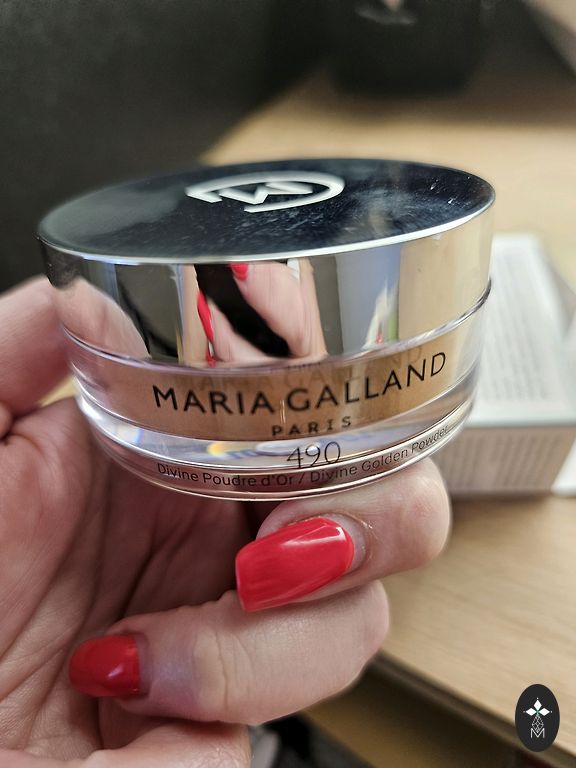 MARIA GALLAND
PARIS
490
Divine Poudre d'Or / Divine Golden Powder